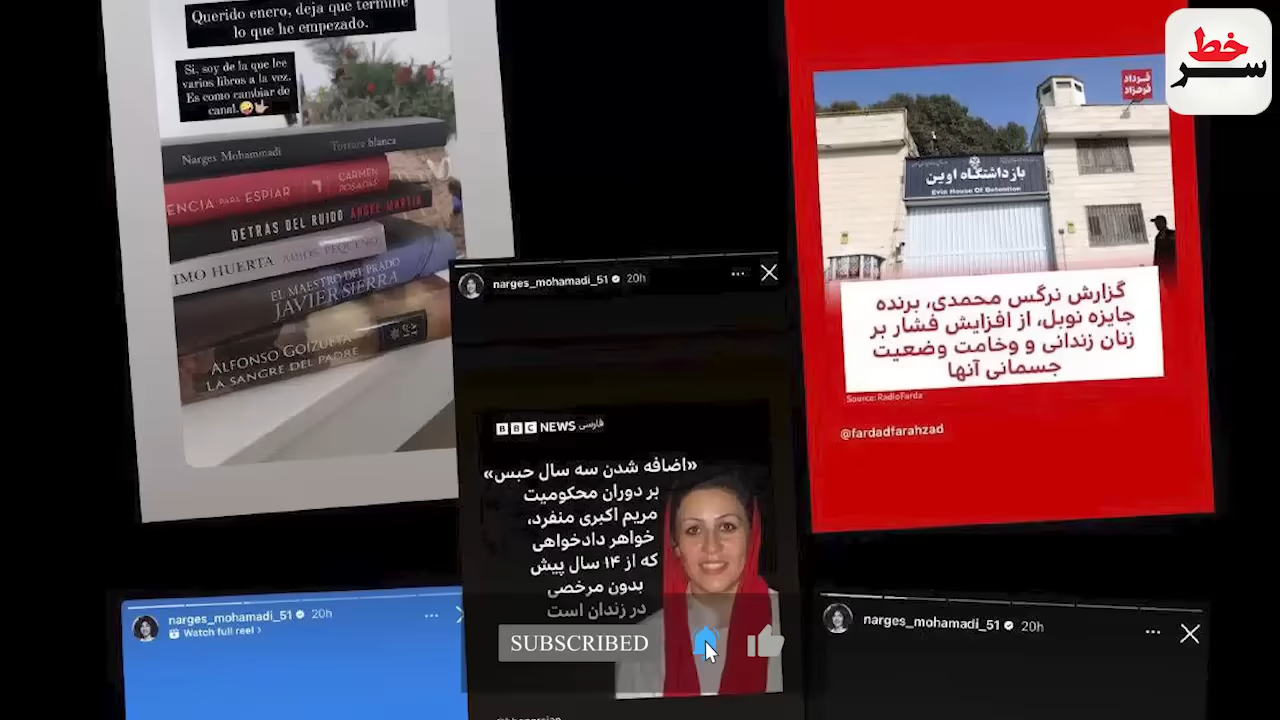 Querido enero, deja que termine
lo que he empezado.
Si, soy de la que lee
varios libros a la vez.
Es como cambiar de
canal.🤪🤟🏻
Narges Mohammadi Tortura blanca
ENCIA PARA ESPIAR CARMEN POSADAS
DETRÁS DEL RUIDO ÁNGEL MARTÍN
IMO HUERTA ADIÓS, PEQUEÑO
EL MAESTRO DEL PRADO
JAVIER SIERRA
ALFONSO GOIZUETA
LA SANGRE DEL PADRE
narges_mohamadi_51 20h
BBC NEWS فارسی
«اضافه شدن سه سال حبس»
بر دوران محکومیت
مریم اکبری منفرد،
خواهر دادخواهی
که از ۱۴ سال پیش
بدون مرخصی
در زندان است
SUBSCRIBED
خط
سر
فرداد
فرحزاد
بازداشتگاه اوین
Evin House Of Detention
گزارش نرگس محمدی، برنده
جایزه نوبل، از افزایش فشار بر
زنان زندانی و وخامت وضعیت
جسمانی آنها
Source: RadioFarda
@fardadfarahzad
narges_mohamadi_51 20h
Watch full reel ›
narges_mohamadi_51 20h